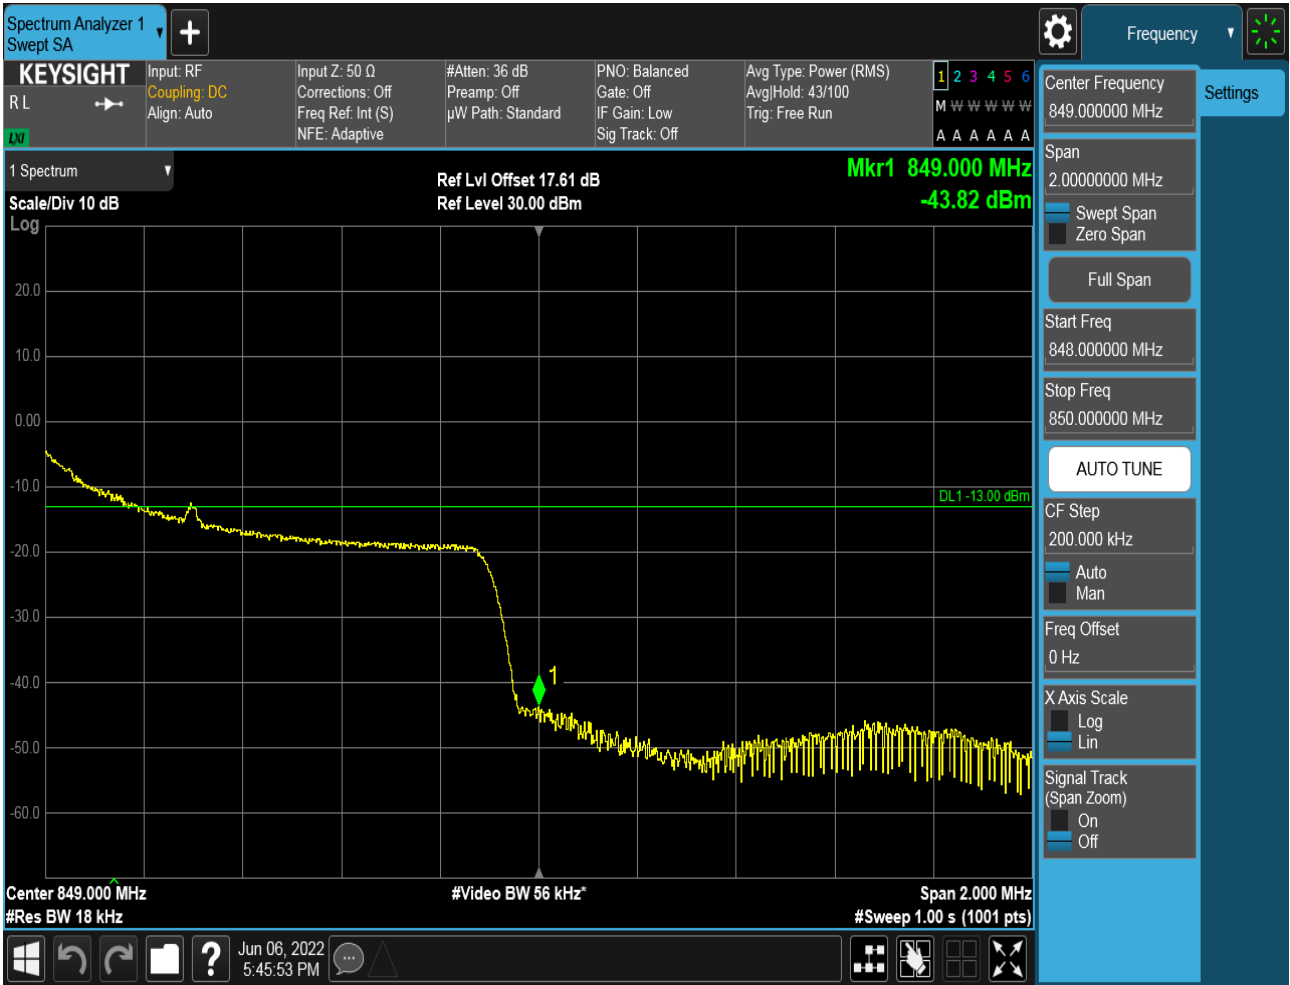 Spectrum Analyzer 1
Swept SA
+
Frequency
KEYSIGHT
R L
LXI
Input: RF
Coupling: DC
Align: Auto
Input Z: 50 Ω
Corrections: Off
Freq Ref: Int (S)
NFE: Adaptive
#Atten: 36 dB
Preamp: Off
µW Path: Standard
PNO: Balanced
Gate: Off
IF Gain: Low
Sig Track: Off
Avg Type: Power (RMS)
Avg|Hold: 43/100
Trig: Free Run
1 2 3 4 5 6
M W W W W W
A A A A A A
1 Spectrum
Scale/Div 10 dB
Log
Ref Lvl Offset 17.61 dB
Ref Level 30.00 dBm
Mkr1 849.000 MHz
-43.82 dBm
20.0
10.0
0.00
-10.0
-20.0
-30.0
-40.0
-50.0
-60.0
DL1 -13.00 dBm
1
Center 849.000 MHz
#Res BW 18 kHz
#Video BW 56 kHz*
Span 2.000 MHz
#Sweep 1.00 s (1001 pts)
?
Jun 06, 2022
5:45:53 PM
Center Frequency
849.000000 MHz
Span
2.00000000 MHz
Swept Span
Zero Span
Full Span
Start Freq
848.000000 MHz
Stop Freq
850.000000 MHz
AUTO TUNE
CF Step
200.000 kHz
Auto
Man
Freq Offset
0 Hz
X Axis Scale
Log
Lin
Signal Track
(Span Zoom)
On
Off
Settings